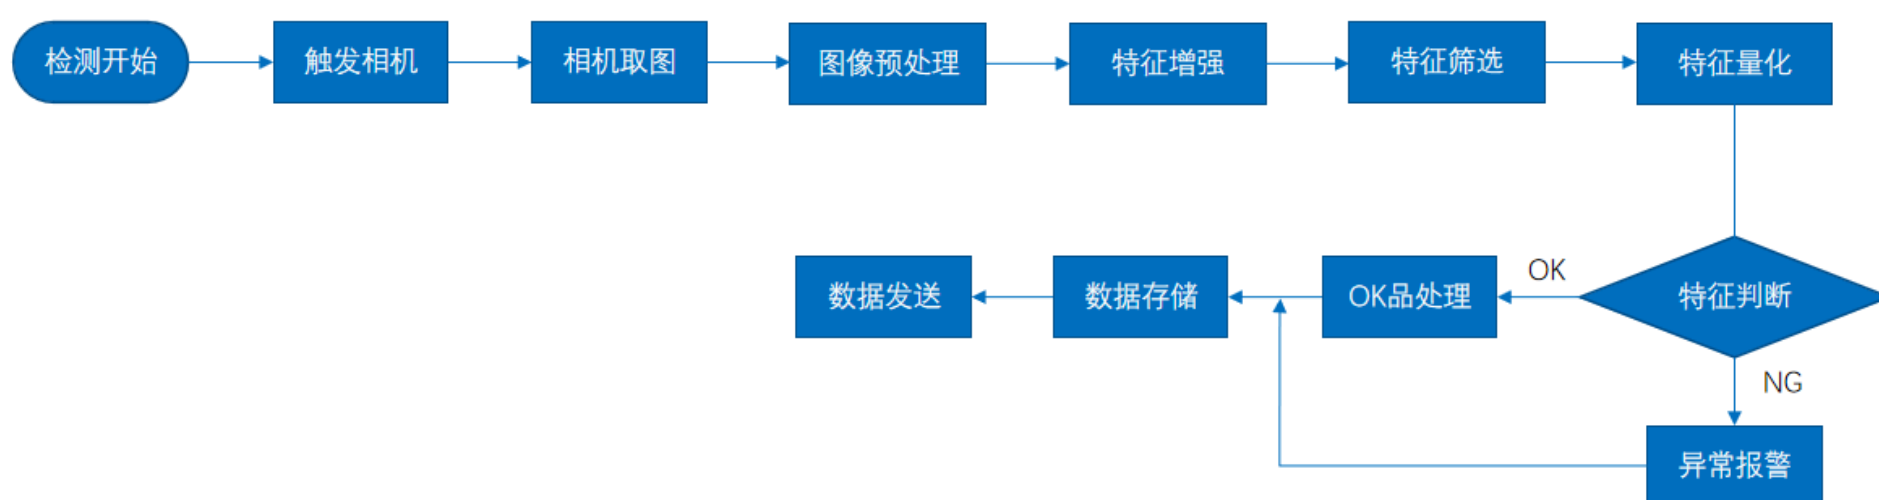 检测开始
触发相机
相机取图
图像预处理
特征增强
特征筛选
特征量化
特征判断
OK
OK品处理
数据存储
数据发送
NG
异常报警